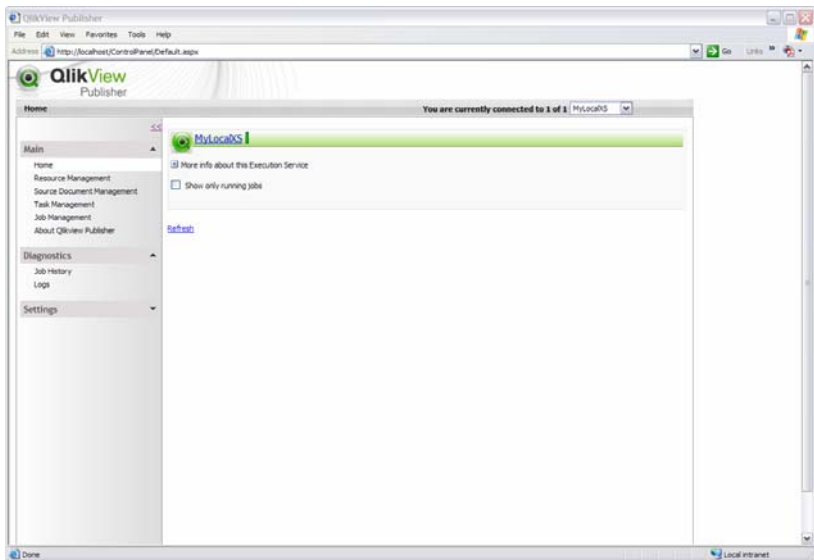 QlikView Publisher
File Edit View Favorites Tools Help
Address http://localhost/ControlPanel/Default.aspx Go Links »
QlikView
Publisher
Home You are currently connected to 1 of 1 MyLocalXS
<<
Main
Home
Resource Management
Source Document Management
Task Management
Job Management
About Qlikview Publisher
Diagnostics
Job History
Logs
Settings
MyLocalXS
More info about this Execution Service
Show only running jobs
Refresh
Done Local intranet